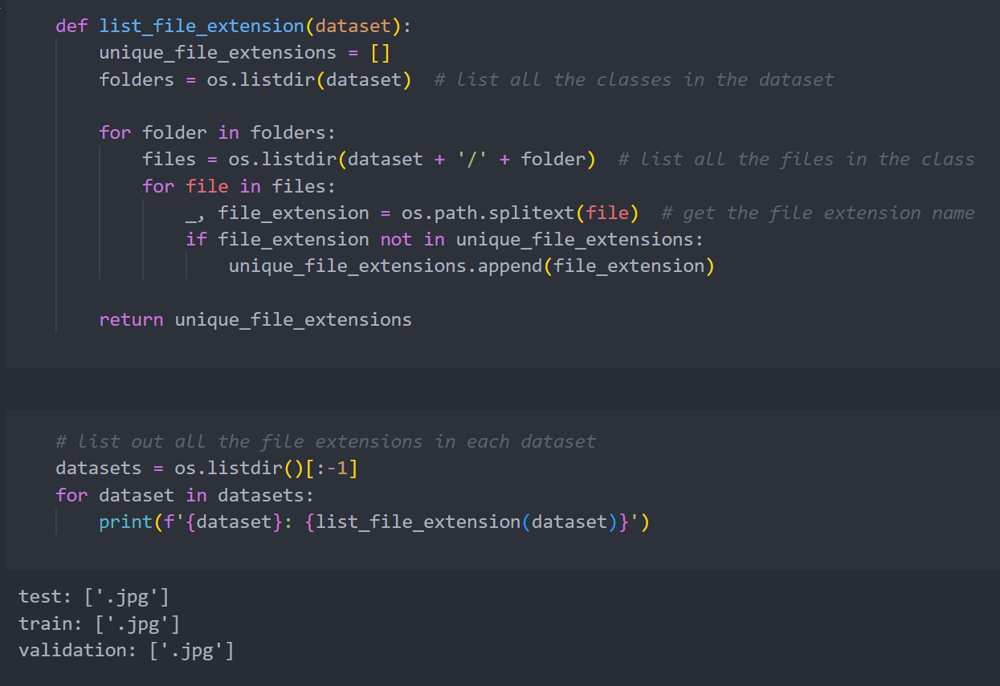 def list_file_extension(dataset):
    unique_file_extensions = []
    folders = os.listdir(dataset)  # list all the classes in the dataset

    for folder in folders:
        files = os.listdir(dataset + '/' + folder)  # list all the files in the class
        for file in files:
            _, file_extension = os.path.splitext(file)  # get the file extension name
            if file_extension not in unique_file_extensions:
                unique_file_extensions.append(file_extension)

    return unique_file_extensions

# list out all the file extensions in each dataset
datasets = os.listdir()[:-1]
for dataset in datasets:
    print(f'{dataset}: {list_file_extension(dataset)}')

test: ['.jpg']
train: ['.jpg']
validation: ['.jpg']